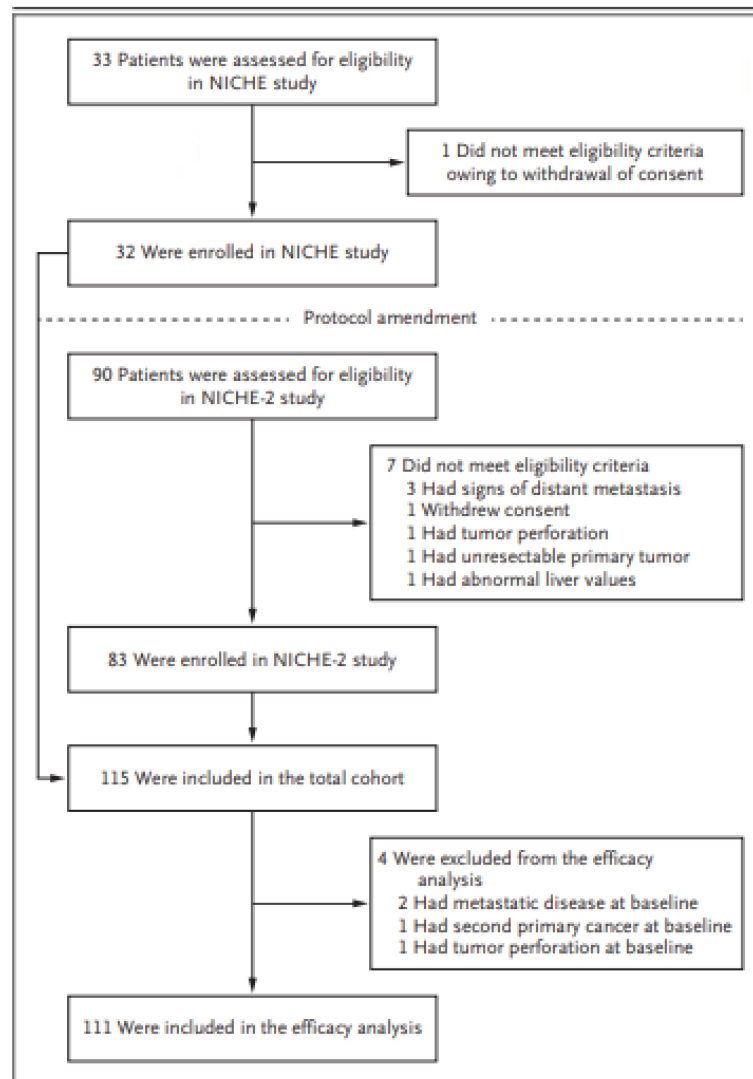 33 Patients were assessed for eligibility
in NICHE study
1 Did not meet eligibility criteria
owing to withdrawal of consent
32 Were enrolled in NICHE study
Protocol amendment
90 Patients were assessed for eligibility
in NICHE-2 study
7 Did not meet eligibility criteria
3 Had signs of distant metastasis
1 Withdrew consent
1 Had tumor perforation
1 Had unresectable primary tumor
1 Had abnormal liver values
83 Were enrolled in NICHE-2 study
115 Were included in the total cohort
4 Were excluded from the efficacy
analysis
2 Had metastatic disease at baseline
1 Had second primary cancer at baseline
1 Had tumor perforation at baseline
111 Were included in the efficacy analysis